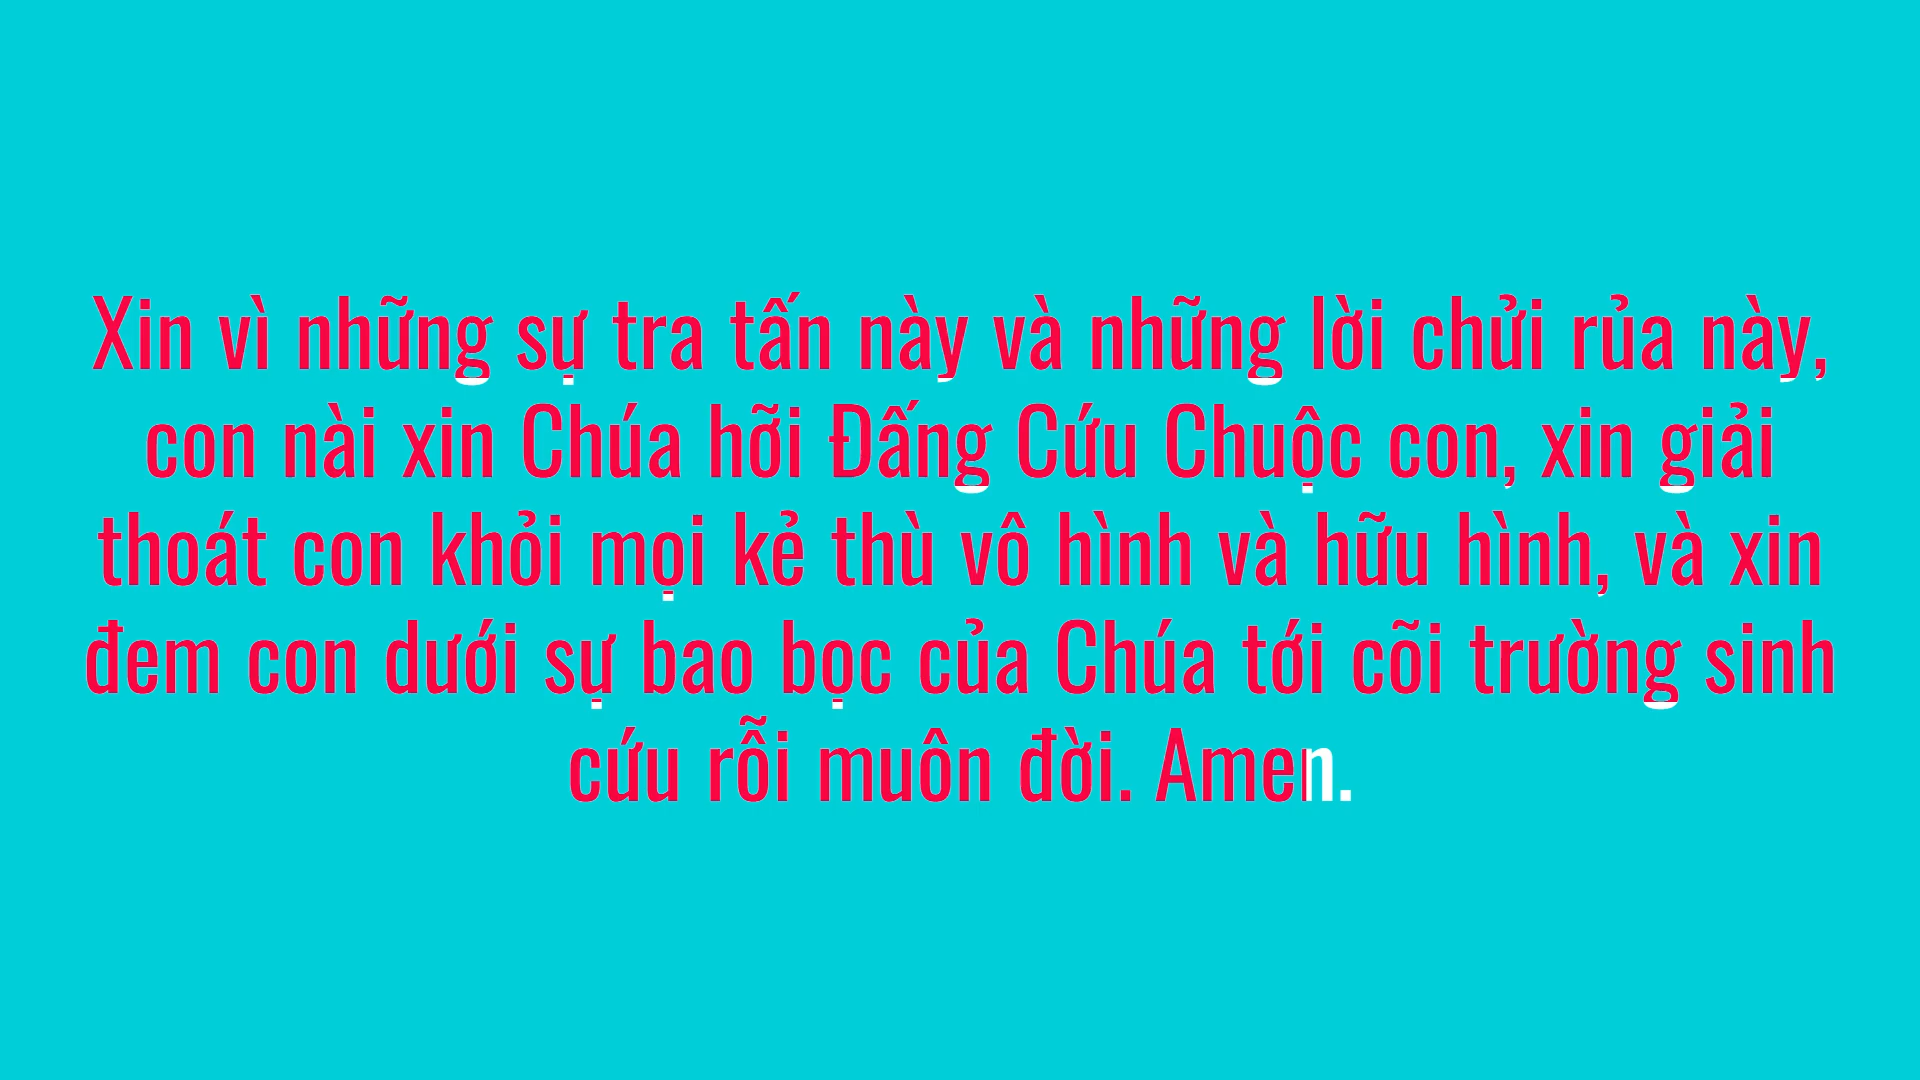 Xin vì những sự tra tấn này và những lời chửi rủa này,
con nài xin Chúa hỡi Đấng Cứu Chuộc con, xin giải
thoát con khỏi mọi kẻ thù vô hình và hữu hình, và xin
đem con dưới sự bao bọc của Chúa tới cõi trường sinh
cứu rỗi muôn đời. Amen.